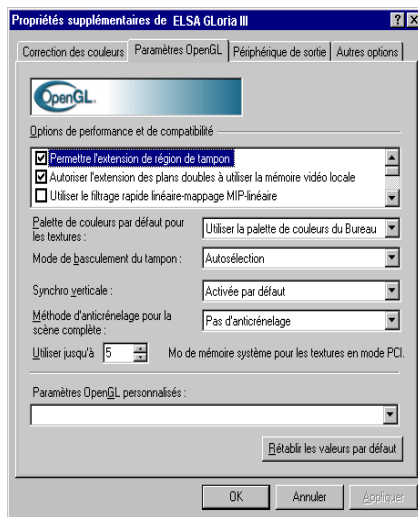 Propriétés supplémentaires de ELSA GLoria III
Correction des couleurs
Paramètres OpenGL
Périphérique de sortie
Autres options
OpenGL.
Options de performance et de compatibilité
Permettre l'extension de région de tampon
Autoriser l'extension des plans doubles à utiliser la mémoire vidéo locale
Utiliser le filtrage rapide linéaire-mappage MIP-linéaire
Palette de couleurs par défaut pour
les textures :
Utiliser la palette de couleurs du Bureau
Mode de basculement du tampon :
Autosélection
Synchro verticale :
Activée par défaut
Méthode d'anticrénelage pour la
scène complète :
Pas d'anticrénelage
Utiliser jusqu'à 5 Mo de mémoire système pour les textures en mode PCI.
Paramètres OpenGL personnalisés :
Rétablir les valeurs par défaut
OK
Annuler
Appliquer